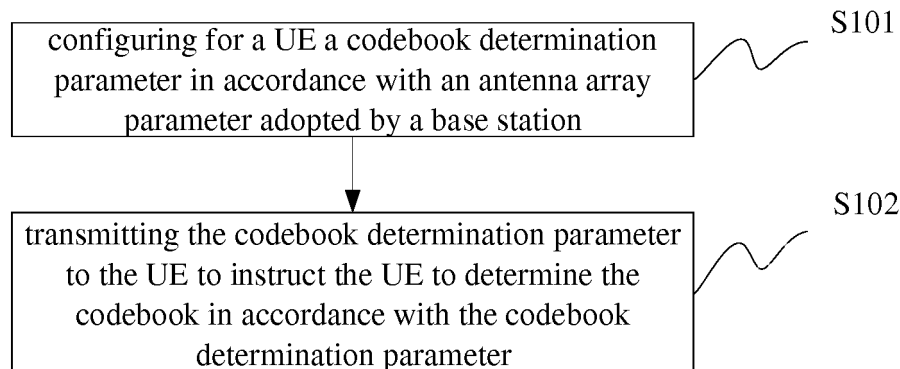 configuring for a UE a codebook determination
parameter in accordance with an antenna array
parameter adopted by a base station
S101
transmitting the codebook determination parameter
to the UE to instruct the UE to determine the
codebook in accordance with the codebook
determination parameter
S102